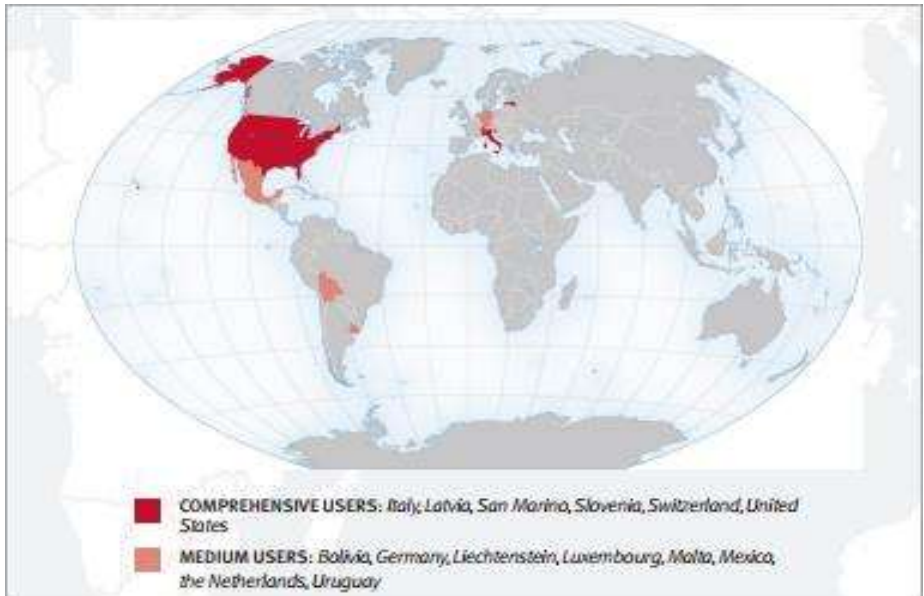 COMPREHENSIVE USERS: Italy, Latvia, San Marino, Slovenia, Switzerland, United
States
MEDIUM USERS: Bolivia, Germany, Liechtenstein, Luxembourg, Malta, Mexico,
the Netherlands, Uruguay